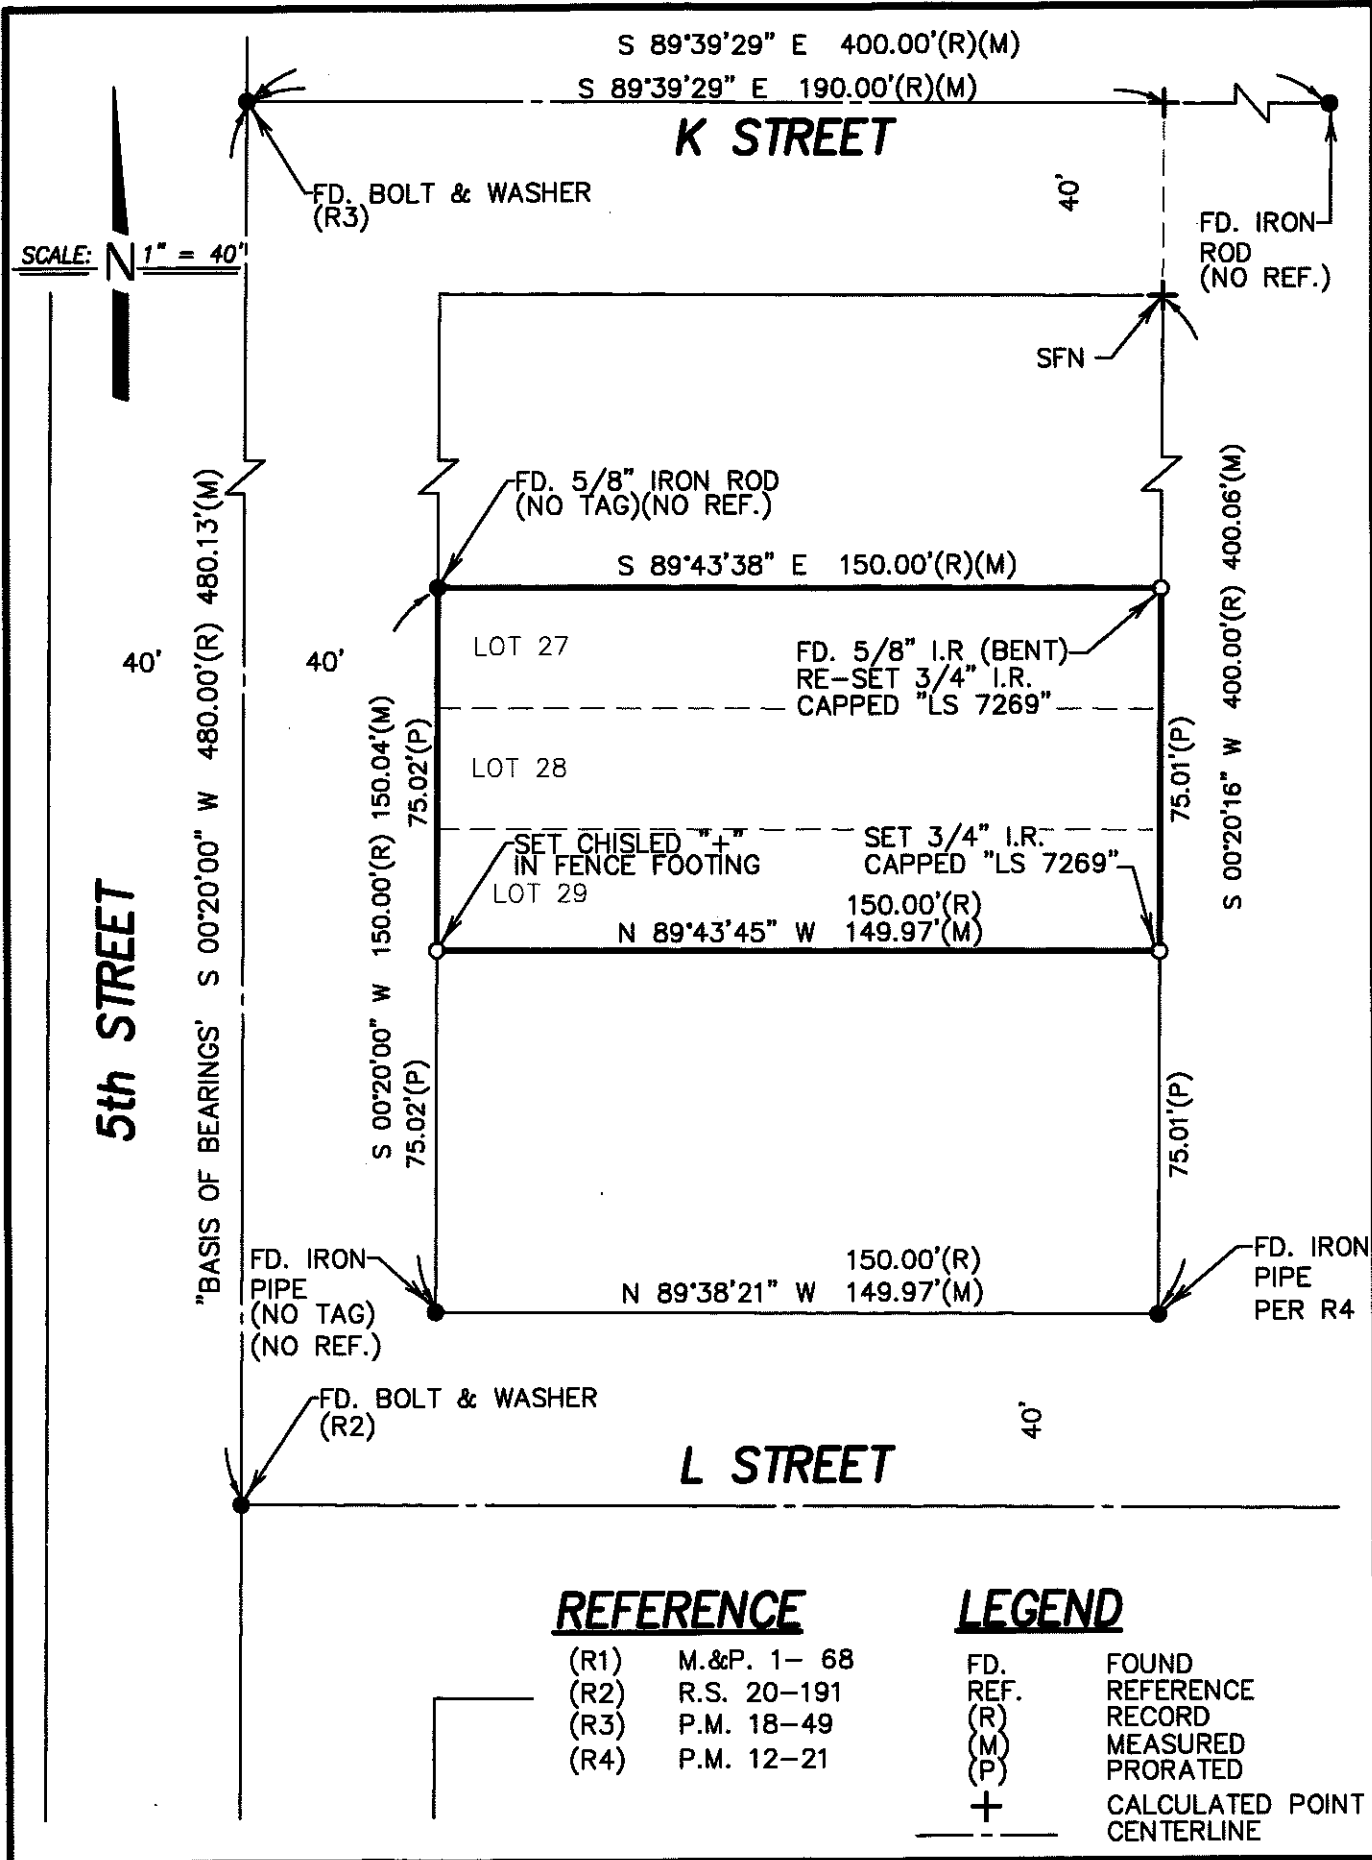 S 89°39'29" E 400.00'(R)(M)
S 89°39'29" E 190.00'(R)(M)
K STREET
FD. BOLT & WASHER
(R3)
40'
FD. IRON
ROD
(NO REF.)
SCALE: N 1" = 40'
SFN
FD. 5/8" IRON ROD
(NO TAG)(NO REF.)
S 89°43'38" E 150.00'(R)(M)
40'
40'
LOT 27
FD. 5/8" I.R (BENT)
RE-SET 3/4" I.R.
CAPPED "LS 7269"
LOT 28
SET CHISLED "+"
IN FENCE FOOTING
SET 3/4" I.R.
CAPPED "LS 7269"
LOT 29
150.00'(R)
N 89°43'45" W 149.97'(M)
5th STREET
"BASIS OF BEARINGS' S 00°20'00" W 480.00'(R) 480.13'(M)
S 00°20'00" W 150.00'(R) 150.04'(M)
75.02'(P)
75.02'(P)
75.01'(P)
75.01'(P)
S 00°20'16" W 400.00'(R) 400.06'(M)
FD. IRON
PIPE
(NO TAG)
(NO REF.)
150.00'(R)
N 89°38'21" W 149.97'(M)
FD. IRON
PIPE
PER R4
FD. BOLT & WASHER
(R2)
40'
L STREET
REFERENCE
(R1) M.&P. 1- 68
(R2) R.S. 20-191
(R3) P.M. 18-49
(R4) P.M. 12-21
LEGEND
FD. FOUND
REF. REFERENCE
(R) RECORD
(M) MEASURED
(P) PRORATED
+ CALCULATED POINT
CENTERLINE